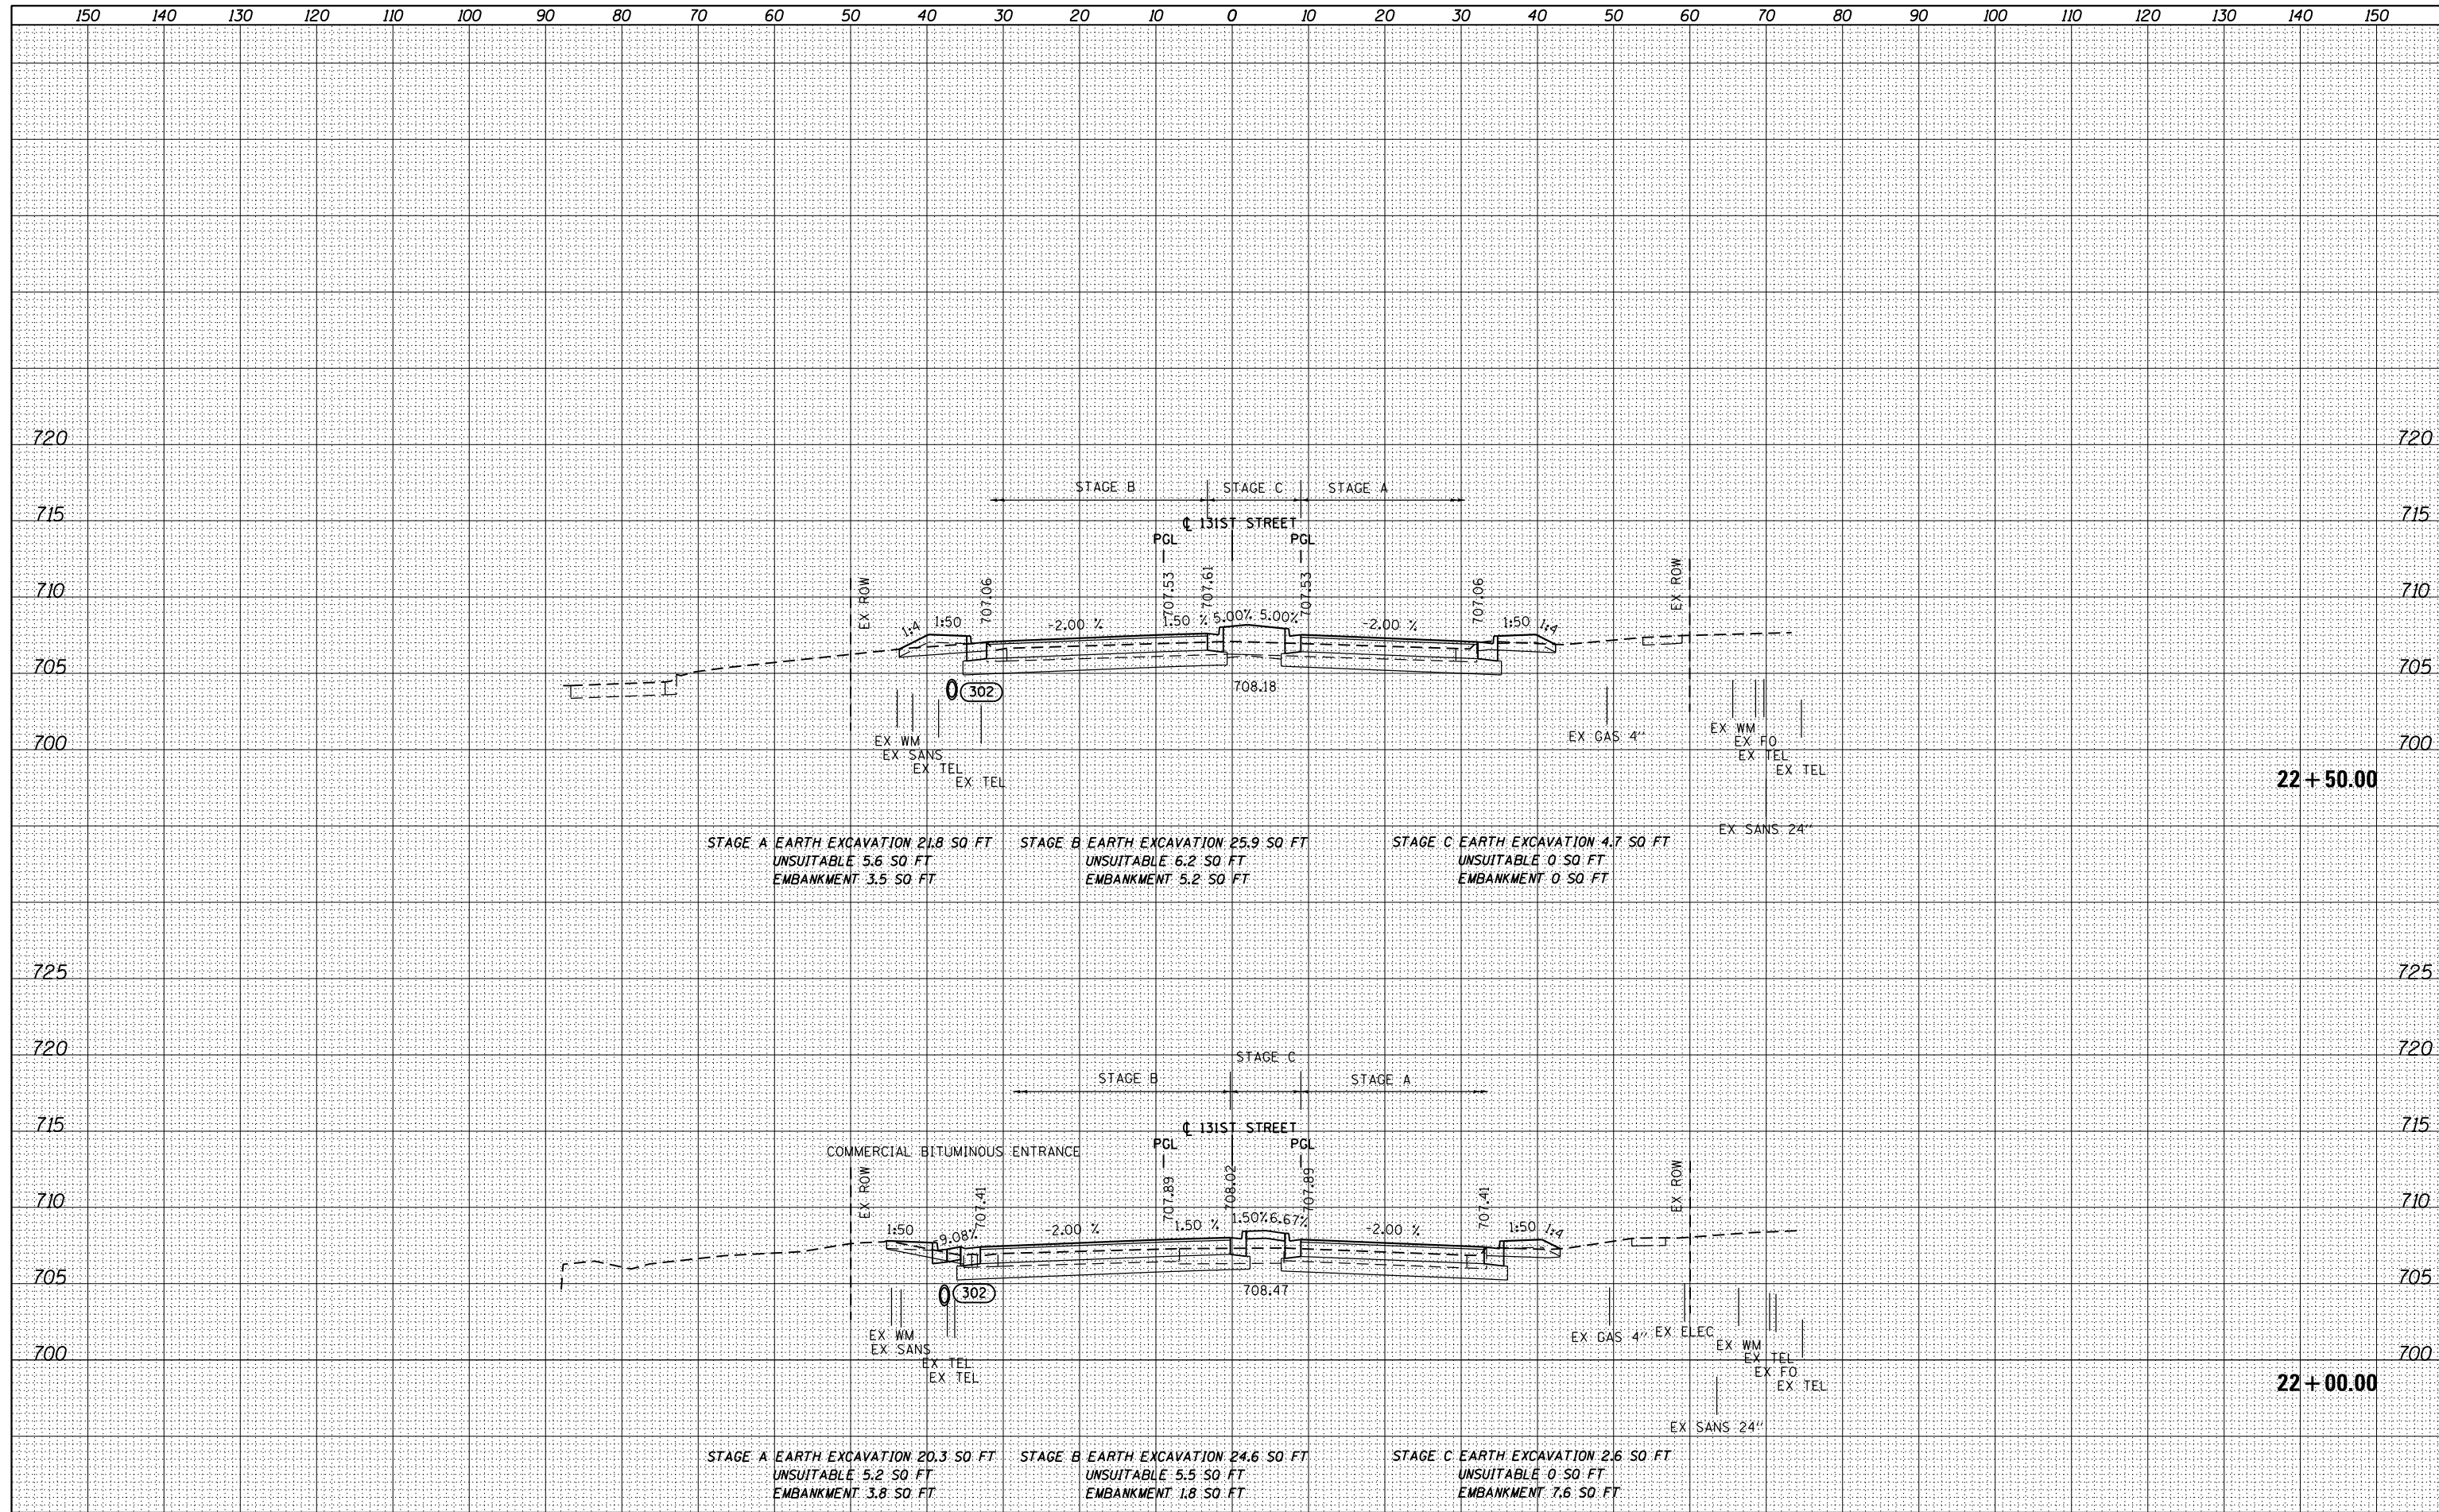 150 140 130 120 110 100 90 80 70 60 50 40 30 20 10 0 10 20 30 40 50 60 70 80 90 100 110 120 130 140 150
720 720
STAGE B STAGE C STAGE A
715 715
℄ 131ST STREET
PGL PGL
710 710
EX ROW 707.06 707.53 707.61 707.53 707.06 EX ROW
1:4 1:50 -2.00 % 1.50 % 5.00% 5.00% -2.00 % 1:50 1:4
705 705
302 708.18
700 700
EX WM EX GAS 4'' EX WM
EX SANS EX FO
EX TEL EX TEL
EX TEL EX TEL
22+50.00
EX SANS 24''
STAGE A EARTH EXCAVATION 21.8 SQ FT STAGE B EARTH EXCAVATION 25.9 SQ FT STAGE C EARTH EXCAVATION 4.7 SQ FT
UNSUITABLE 5.6 SQ FT UNSUITABLE 6.2 SQ FT UNSUITABLE 0 SQ FT
EMBANKMENT 3.5 SQ FT EMBANKMENT 5.2 SQ FT EMBANKMENT 0 SQ FT
725 725
720 720
STAGE C
STAGE B STAGE A
715 715
℄ 131ST STREET
PGL PGL
COMMERCIAL BITUMINOUS ENTRANCE
710 710
EX ROW 707.41 707.89 708.02 707.89 707.41 EX ROW
1:50 -9.08% -2.00 % 1.50 % 1.50% 6.67% -2.00 % 1:50 1:4
705 705
302 708.47
EX WM EX GAS 4'' EX ELEC
EX SANS EX WM
700 700
EX TEL EX TEL
EX TEL EX FO
EX TEL
22+00.00
EX SANS 24''
STAGE A EARTH EXCAVATION 20.3 SQ FT STAGE B EARTH EXCAVATION 24.6 SQ FT STAGE C EARTH EXCAVATION 2.6 SQ FT
UNSUITABLE 5.2 SQ FT UNSUITABLE 5.5 SQ FT UNSUITABLE 0 SQ FT
EMBANKMENT 3.8 SQ FT EMBANKMENT 1.8 SQ FT EMBANKMENT 7.6 SQ FT